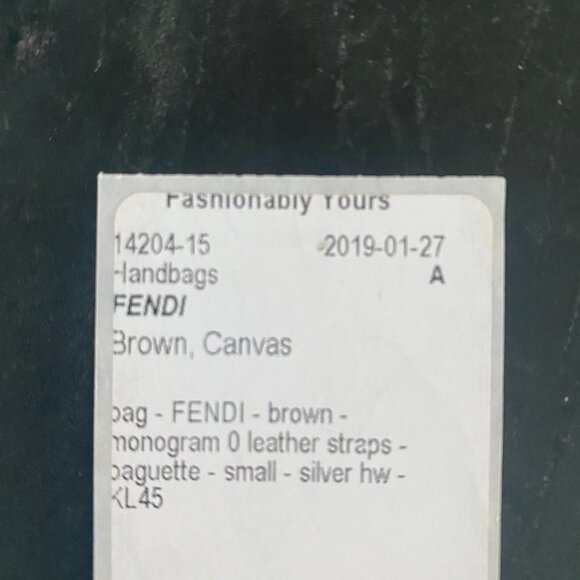 Fashionably Yours
14204-15 2019-01-27
Handbags A
FENDI
Brown, Canvas
bag - FENDI - brown -
monogram 0 leather straps -
baguette - small - silver hw -
KL45